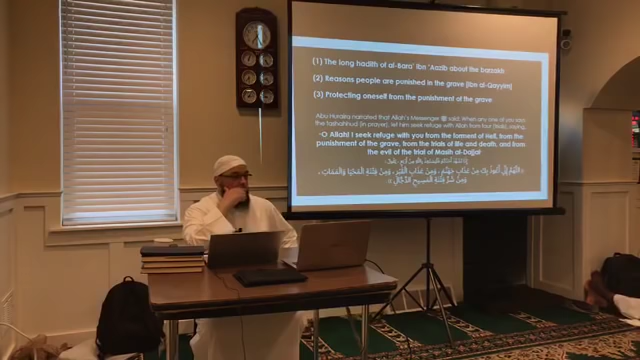 (1) The long hadith of al-Bara' ibn 'Aazib about the barzakh
(2) Reasons people are punished in the grave [Ibn al-Qayyim]
(3) Protecting oneself from the punishment of the grave
Abu Huraira narrated that Allah's Messenger ﷺ said: When any one of you said
the tashahhud (in prayer), let him seek refuge with Allah from four (trials), saying,
O Allah! I seek refuge with you from the torment of Hell, from the
punishment of the grave, from the trials of life and death, and from
the evil of the trial of Masih al-Dajjal
اللَّهُمَّ إِنِّي أَعُوذُ بِكَ مِنْ عَذَابِ جَهَنَّمَ ، وَمِنْ عَذَابِ الْقَبْرِ ، وَمِنْ فِتْنَةِ الْمَحْيَا وَالْمَمَاتِ ،
وَمِنْ شَرِّ فِتْنَةِ الْمَسِيحِ الدَّجَّالِ